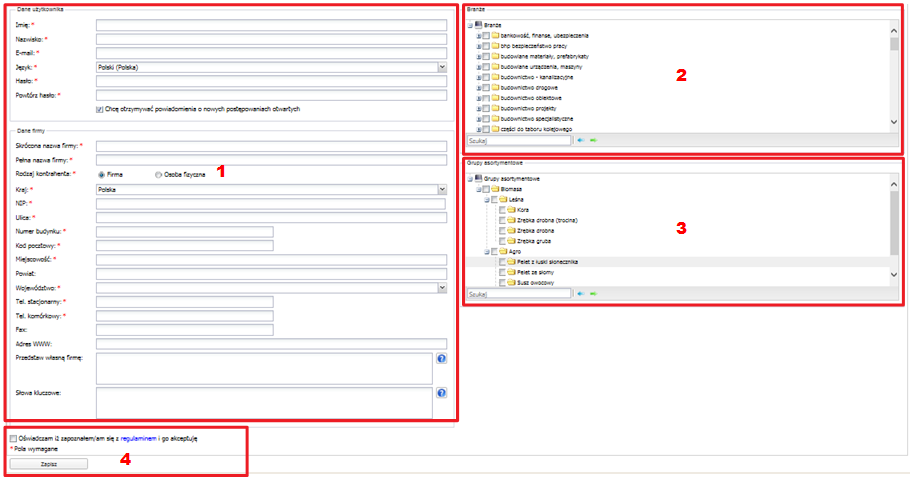 Dane użytkownika
Imię: *
Nazwisko: *
E-mail: *
Język: * Polski (Polska)
Hasło: *
Powtórz hasło: *
Chcę otrzymywać powiadomienia o nowych postępowaniach otwartych
Dane firmy
Skrócona nazwa firmy: *
Pełna nazwa firmy: *
Rodzaj kontrahenta: * Firma Osoba fizyczna
1
Kraj: * Polska
NIP: *
Ulica: *
Numer budynku: *
Kod pocztowy: *
Miejscowość: *
Powiat:
Województwo: *
Tel. stacjonarny: *
Tel. komórkowy: *
Fax:
Adres WWW:
Przedstaw własną firmę:
Słowa kluczowe:
Branże
Branże
bankowość, finanse, ubezpieczenia
bhp bezpieczeństwo pracy
budowlane materiały, prefabrykaty
budowlane urządzenia, maszyny
budownictwo - kanalizacyjne
budownictwo drogowe
budownictwo obiektowe
budownictwo projekty
budownictwo specjalistyczne
części do taboru kolejowego
Szukaj
2
Grupy asortymentowe
Grupy asortymentowe
Biomasa
Leśna
Kora
Zrębka drobna (trocina)
Zrębka drobna
Zrębka gruba
Agro
Pelet z łuski słonecznika
Pelet ze słomy
Susz owocowy
Szukaj
3
Oświadczam iż zapoznałem/am się z regulaminem i go akceptuję
* Pola wymagane
Zapisz
4